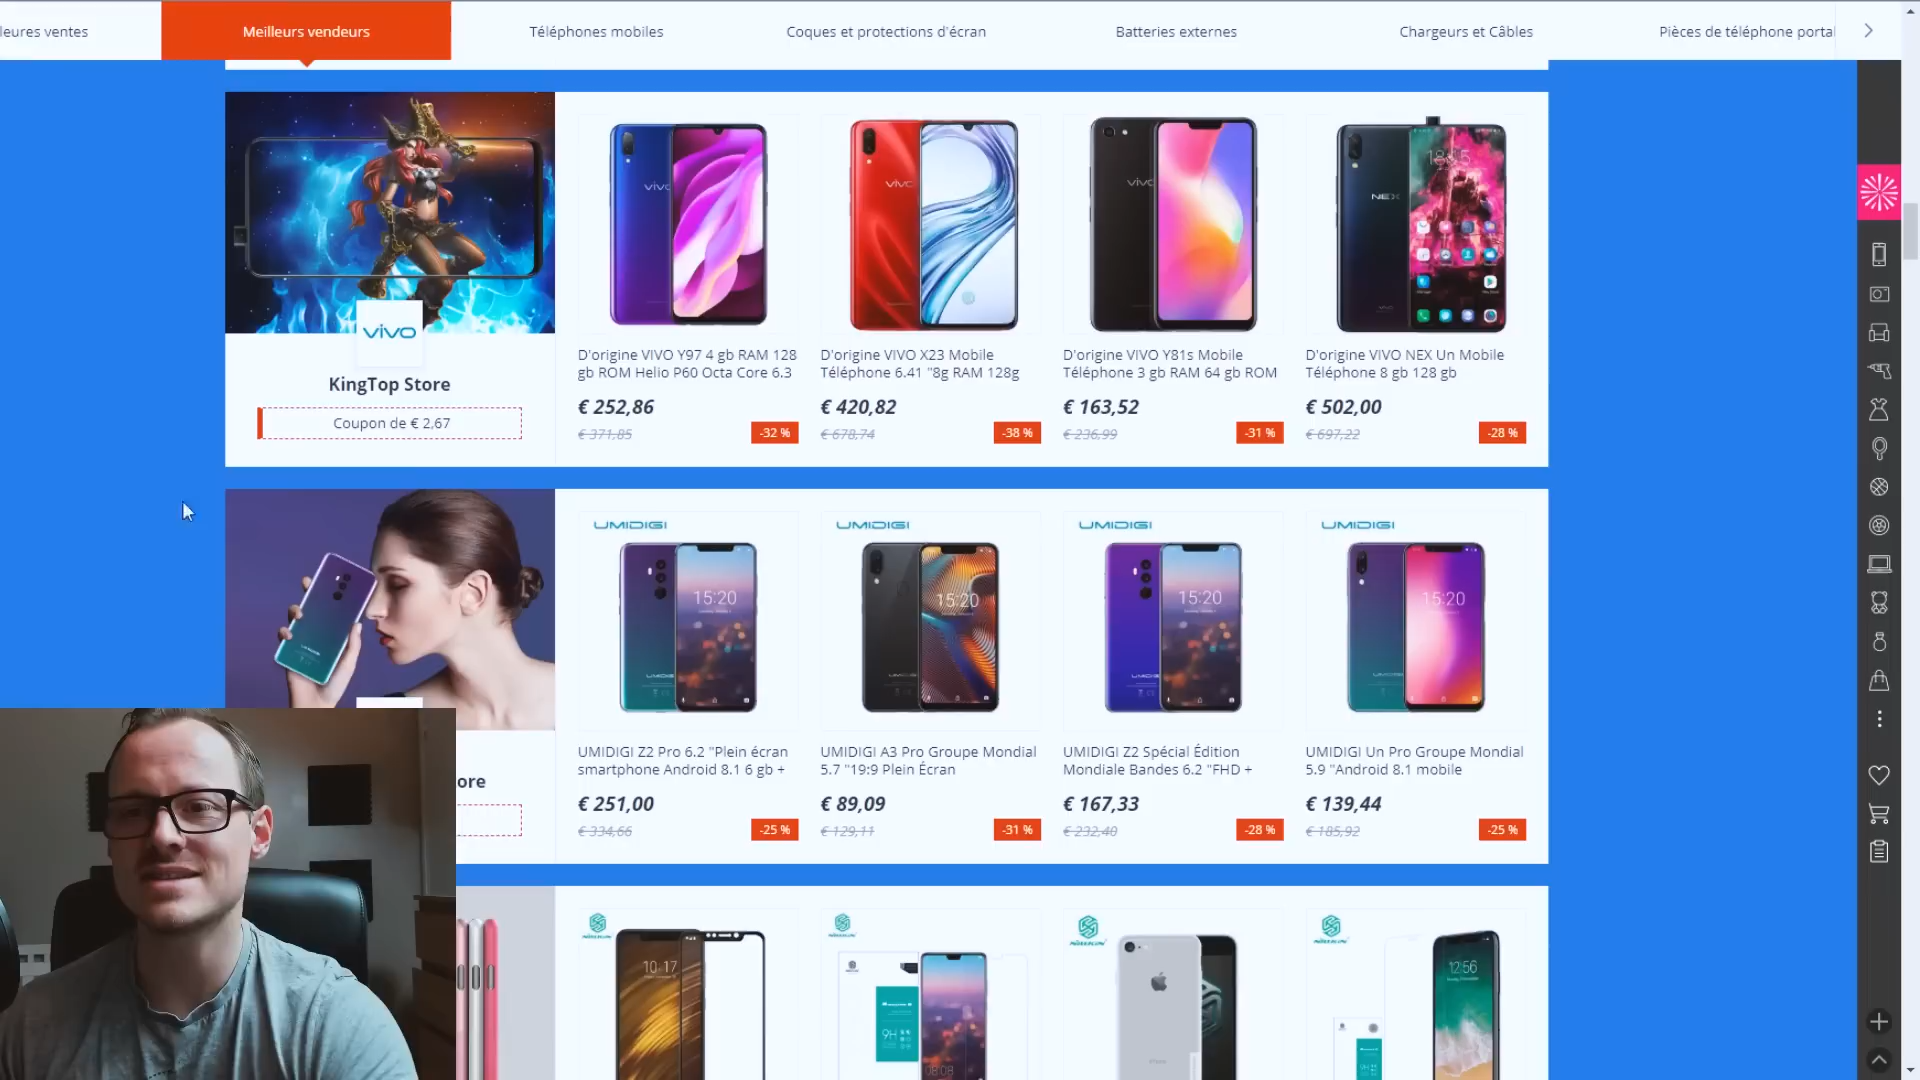 leures ventes
Meilleurs vendeurs
Téléphones mobiles
Coques et protections d'écran
Batteries externes
Chargeurs et Câbles
Pièces de téléphone portal
vivo
KingTop Store
Coupon de € 2,67
vivo
D'origine VIVO Y97 4 gb RAM 128
gb ROM Helio P60 Octa Core 6.3
€ 252,86
€ 371,85
-32 %
vivo
D'origine VIVO X23 Mobile
Téléphone 6.41 "8g RAM 128g
€ 420,82
€ 678,74
-38 %
vivo
D'origine VIVO Y81s Mobile
Téléphone 3 gb RAM 64 gb ROM
€ 163,52
€ 236,99
-31 %
NEX
D'origine VIVO NEX Un Mobile
Téléphone 8 gb 128 gb
€ 502,00
€ 697,22
-28 %
ore
UMIDIGI
15:20
UMIDIGI Z2 Pro 6.2 "Plein écran
smartphone Android 8.1 6 gb +
€ 251,00
€ 334,66
-25 %
UMIDIGI
15:20
UMIDIGI A3 Pro Groupe Mondial
5.7 "19:9 Plein Écran
€ 89,09
€ 129,11
-31 %
UMIDIGI
15:20
UMIDIGI Z2 Spécial Édition
Mondiale Bandes 6.2 "FHD +
€ 167,33
€ 232,40
-28 %
UMIDIGI
15:20
UMIDIGI Un Pro Groupe Mondial
5.9 "Android 8.1 mobile
€ 139,44
€ 185,92
-25 %
10-17
9H
08:08
12:56